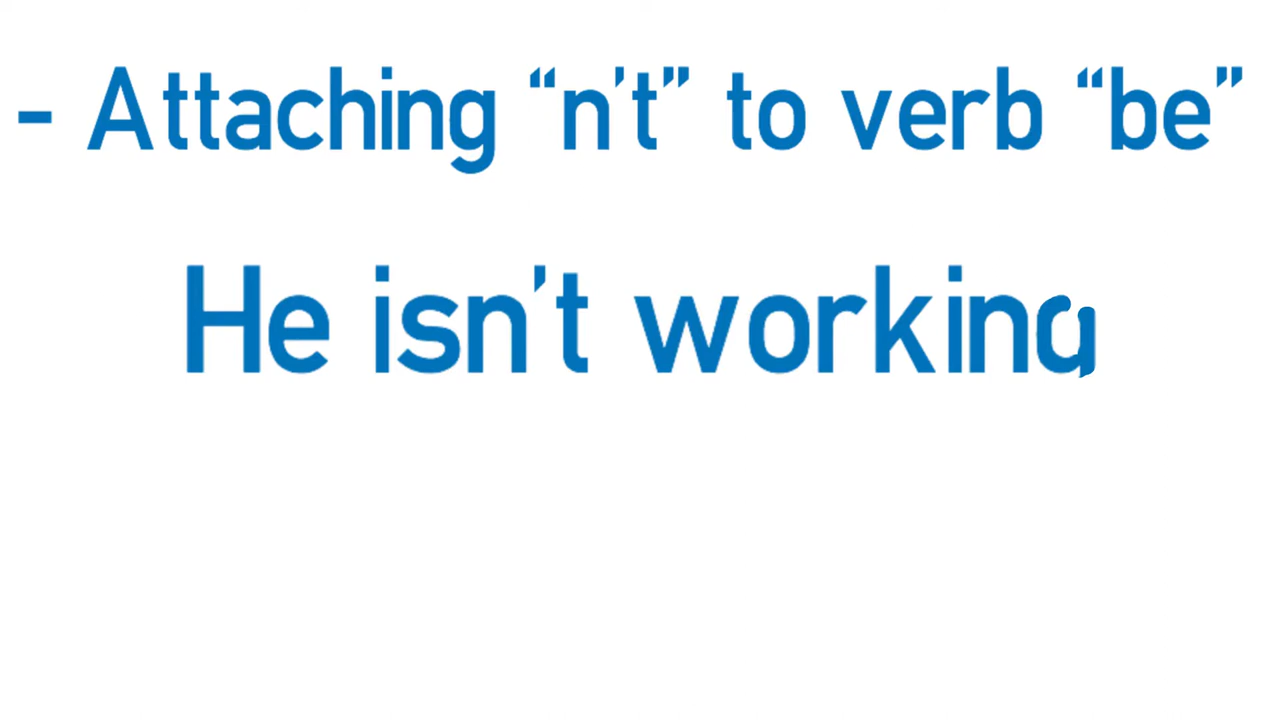 - Attaching “n’t” to verb “be”
He isn’t working